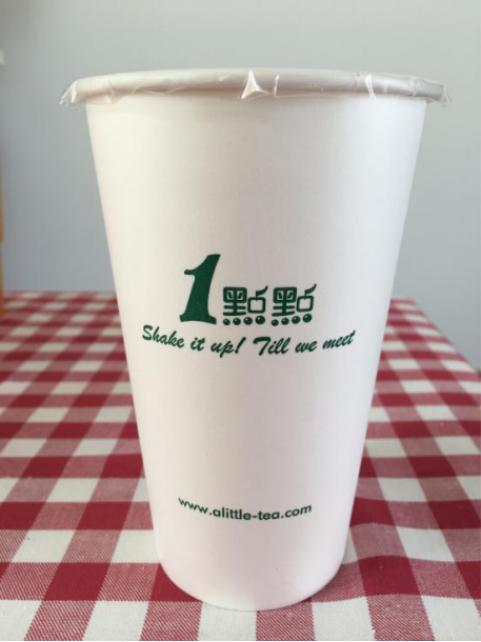 1點點
Shake it up! Till we meet
www.alittle-tea.com